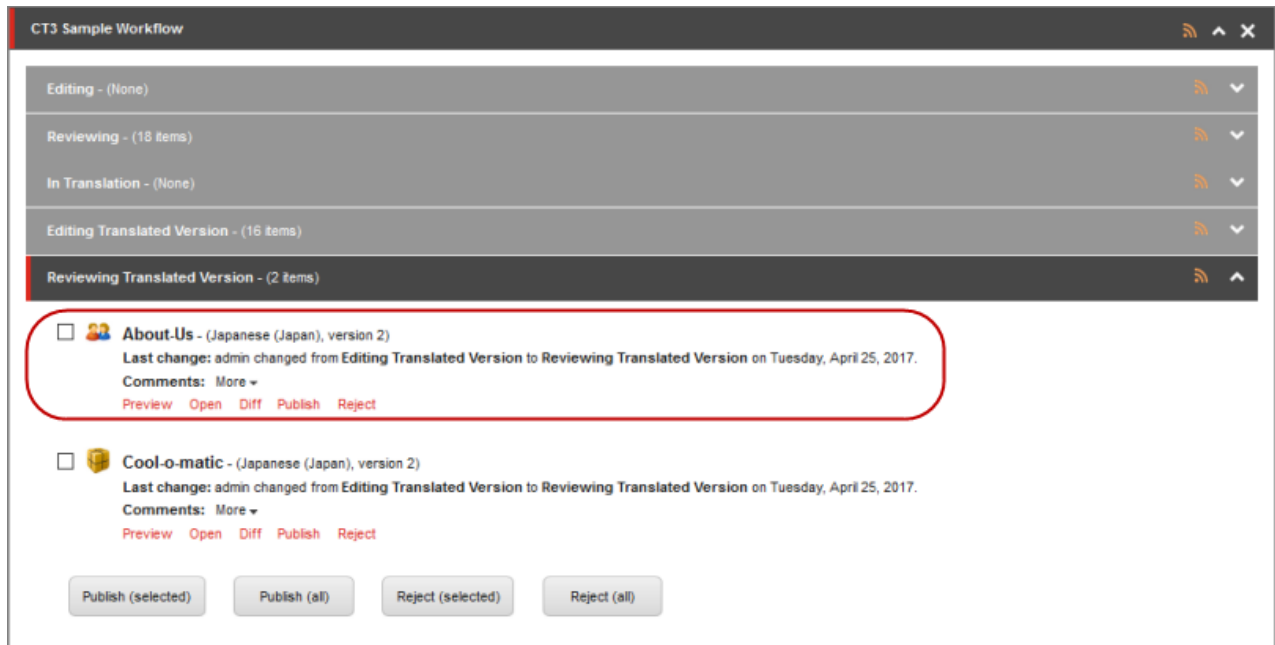 CT3 Sample Workflow
Editing - (None)
Reviewing - (18 items)
In Translation - (None)
Editing Translated Version - (16 items)
Reviewing Translated Version - (2 items)
About-Us - (Japanese (Japan), version 2)
Last change: admin changed from Editing Translated Version to Reviewing Translated Version on Tuesday, April 25, 2017.
Comments: More
Preview Open Diff Publish Reject
Cool-o-matic - (Japanese (Japan), version 2)
Last change: admin changed from Editing Translated Version to Reviewing Translated Version on Tuesday, April 25, 2017.
Comments: More
Preview Open Diff Publish Reject
Publish (selected) Publish (all) Reject (selected) Reject (all)